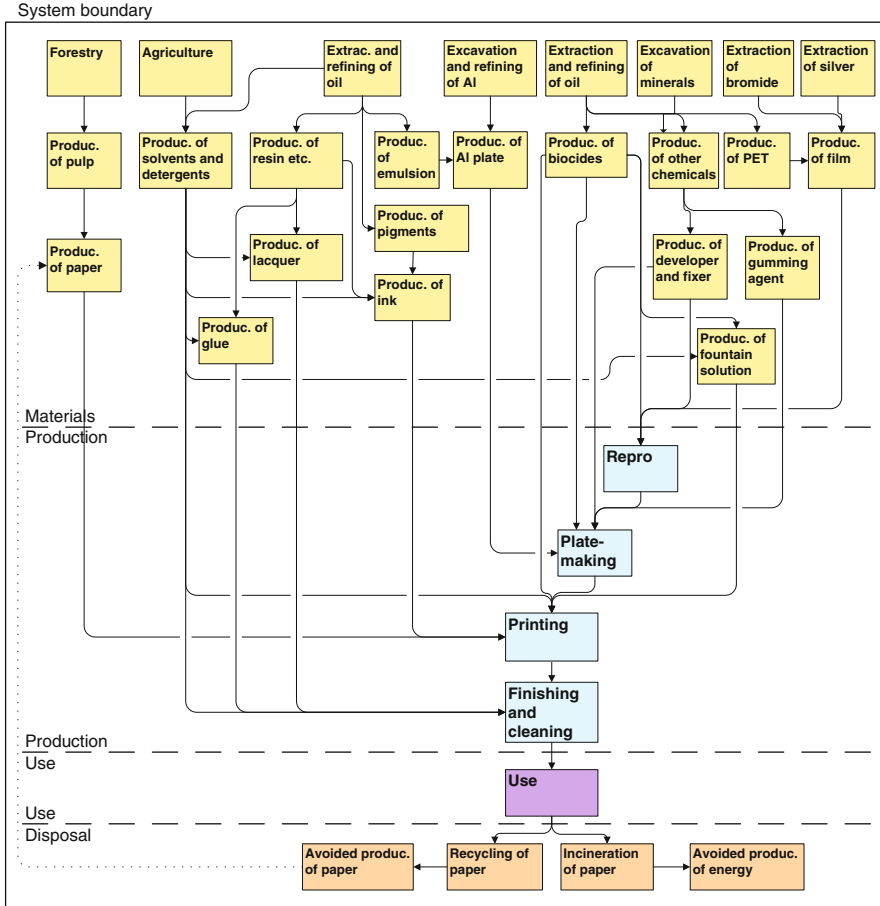 System boundary
Forestry
Agriculture
Extrac. and
refining of
oil
Excavation
and refining
of Al
Extraction
and refining
of oil
Excavation
of
minerals
Extraction
of
bromide
Extraction
of silver
Produc.
of pulp
Produc. of
solvents and
detergents
Produc. of
resin etc.
Produc.
of
emulsion
Produc. of
Al plate
Produc. of
biocides
Produc.
of other
chemicals
Produc.
of PET
Produc.
of film
Produc.
of paper
Produc. of
lacquer
Produc. of
pigments
Produc. of
ink
Produc. of
developer
and fixer
Produc. of
gumming
agent
Produc. of
glue
Produc. of
fountain
solution
Materials
Production
Repro
Plate-
making
Printing
Finishing
and
cleaning
Production
Use
Use
Use
Disposal
Avoided produc.
of paper
Recycling of
paper
Incineration
of paper
Avoided produc.
of energy